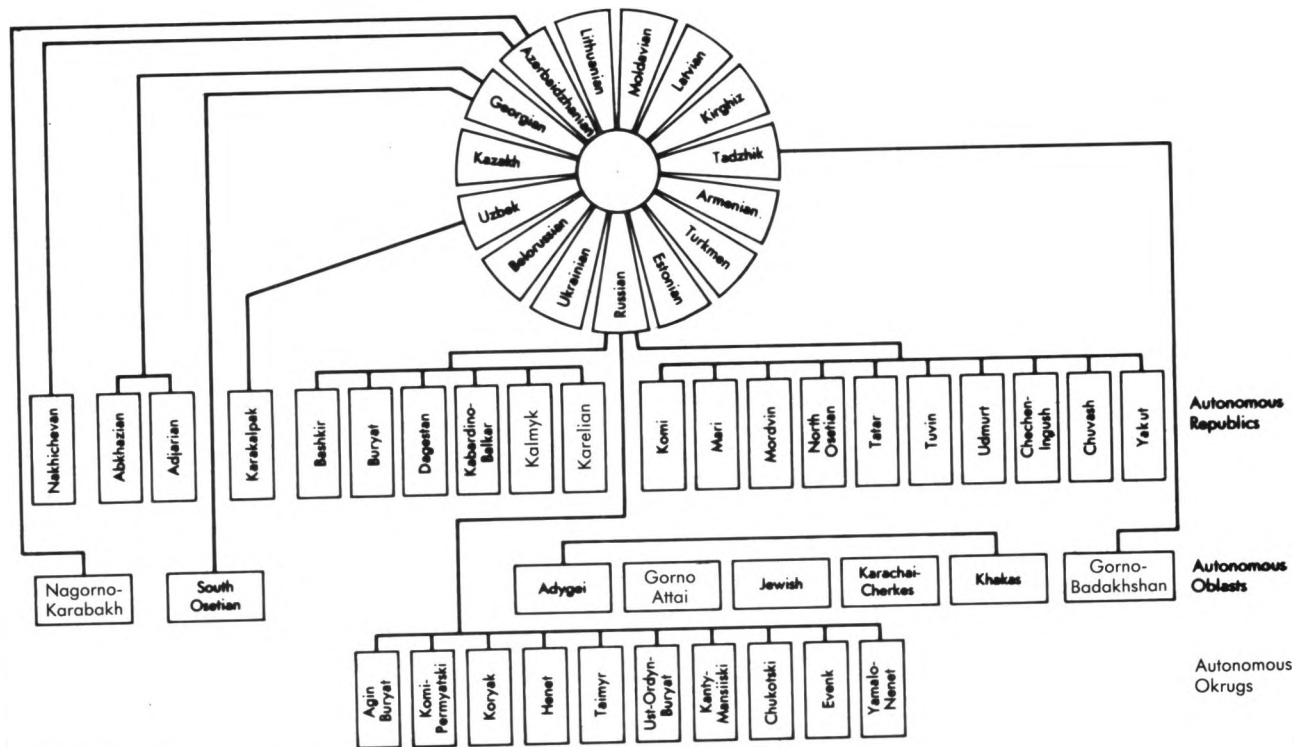 Lithuanian
Moldavian
Latvian
Kirghiz
Tadzhik
Armenian
Turkmen
Estonian
Russian
Ukrainian
Belorussian
Uzbek
Kazakh
Georgian
Azerbaidzhanian
Nakhichevan
Abkhazian
Adjarian
Karakalpak
Bashkir
Buryat
Dagestan
Kabardino-
Balkar
Kalmyk
Karelian
Komi
Mari
Mordvin
North
Osetian
Tatar
Tuvin
Udmurt
Chechen-
Ingush
Chuvash
Yakut
Autonomous
Republics
Nagorno-
Karabakh
South
Osetian
Adygei
Gorno
Attai
Jewish
Karachai-
Cherkes
Khakas
Gorno-
Badakhshan
Autonomous
Oblasts
Agin
Buryat
Komi-
Permyatski
Koryak
Henet
Taimyr
Ust-Ordyn-
Buryat
Kanty-
Mansiiski
Chukotski
Evenk
Yamalo-
Nenet
Autonomous
Okrugs